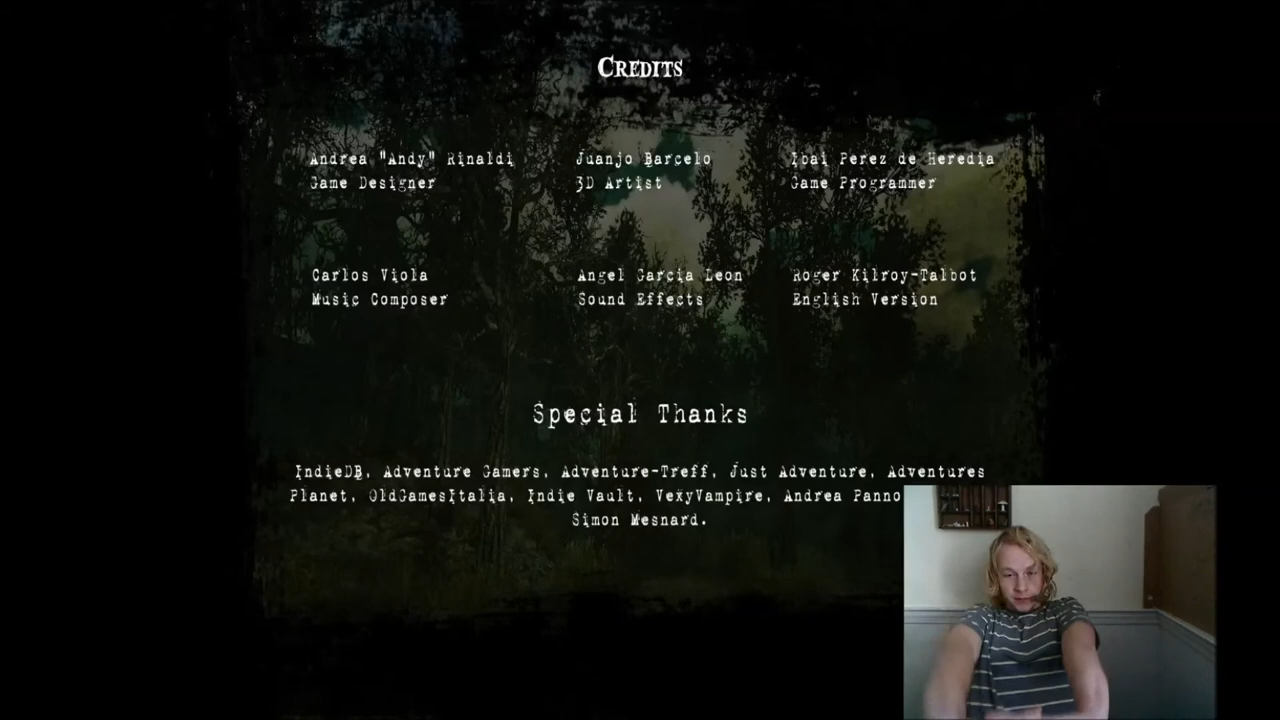 Credits
Andrea "Andy" Rinaldi
Game Designer
Juanjo Barcelo
3D Artist
Ibai Perez de Heredia
Game Programmer
Carlos Viola
Music Composer
Angel Garcia Leon
Sound Effects
Roger Kilroy-Talbot
English Version
Special Thanks
IndieDB, Adventure Gamers, Adventure-Treff, Just Adventure, Adventures
Planet, OldGamesItalia, Indie Vault, VexyVampire, Andrea Panno
Simon Mesnard.